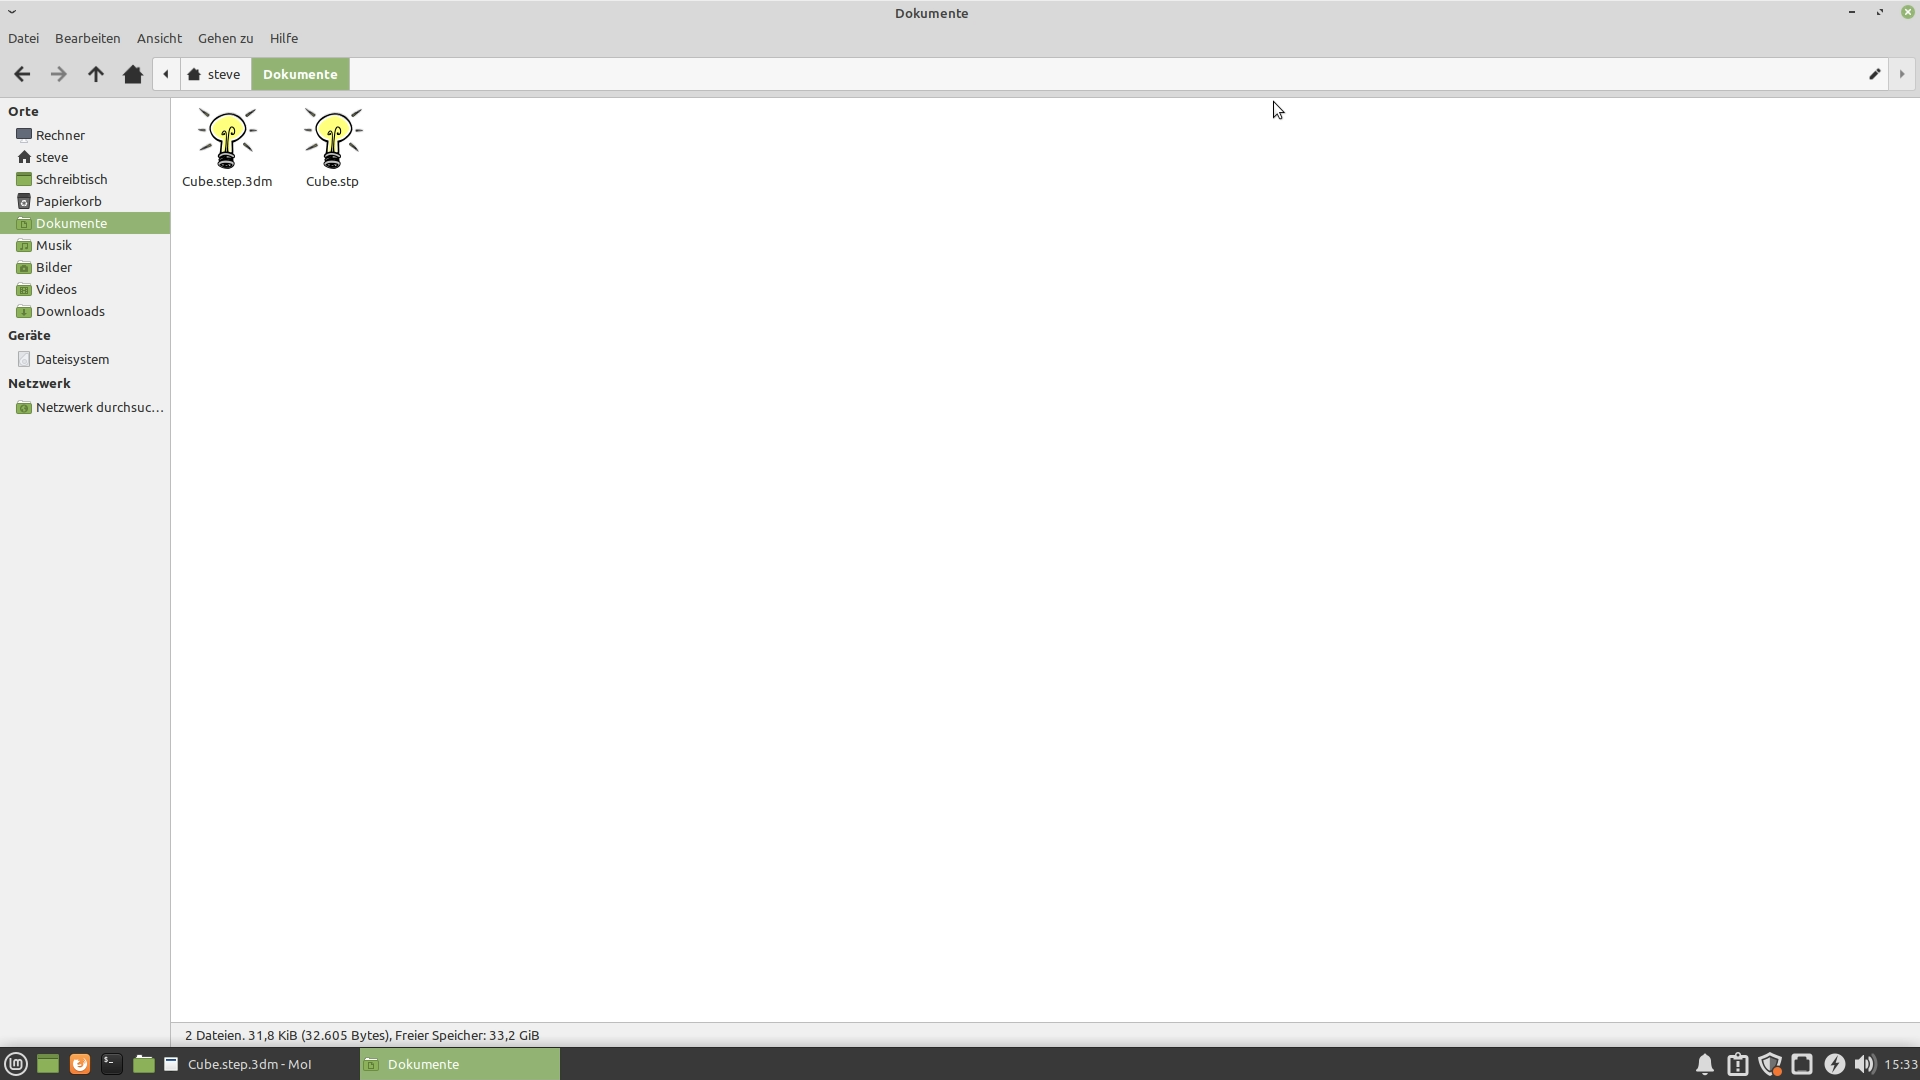 Dokumente
Datei Bearbeiten Ansicht Gehen zu Hilfe
steve Dokumente
Orte
Rechner
steve
Schreibtisch
Papierkorb
Dokumente
Musik
Bilder
Videos
Downloads
Geräte
Dateisystem
Netzwerk
Netzwerk durchsuc...
Cube.step.3dm Cube.stp
2 Dateien. 31,8 KiB (32.605 Bytes), Freier Speicher: 33,2 GiB
Cube.step.3dm - MoI Dokumente 15:33